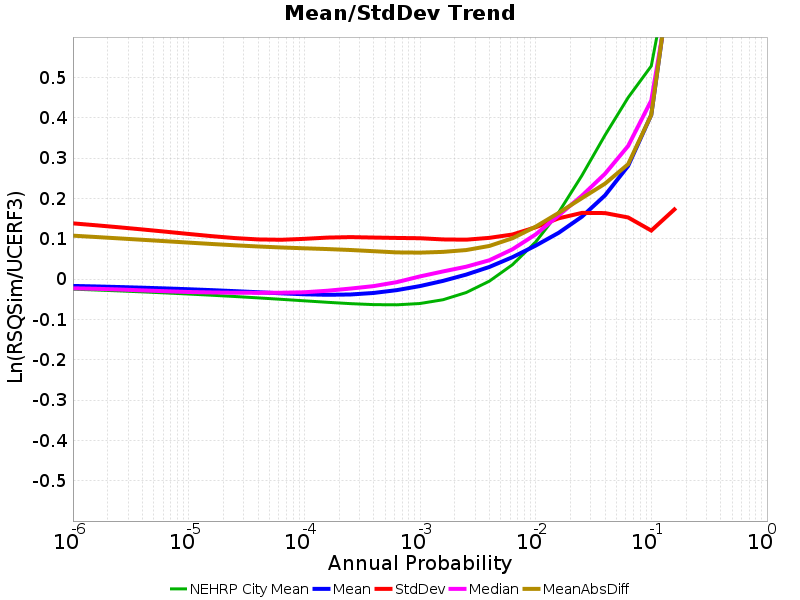 Mean/StdDev Trend
Ln(RSQSim/UCERF3)
0.5
0.4
0.3
0.2
0.1
0
-0.1
-0.2
-0.3
-0.4
-0.5
10^-6 10^-5 10^-4 10^-3 10^-2 10^-1 10^0
Annual Probability
NEHRP City Mean Mean StdDev Median MeanAbsDiff